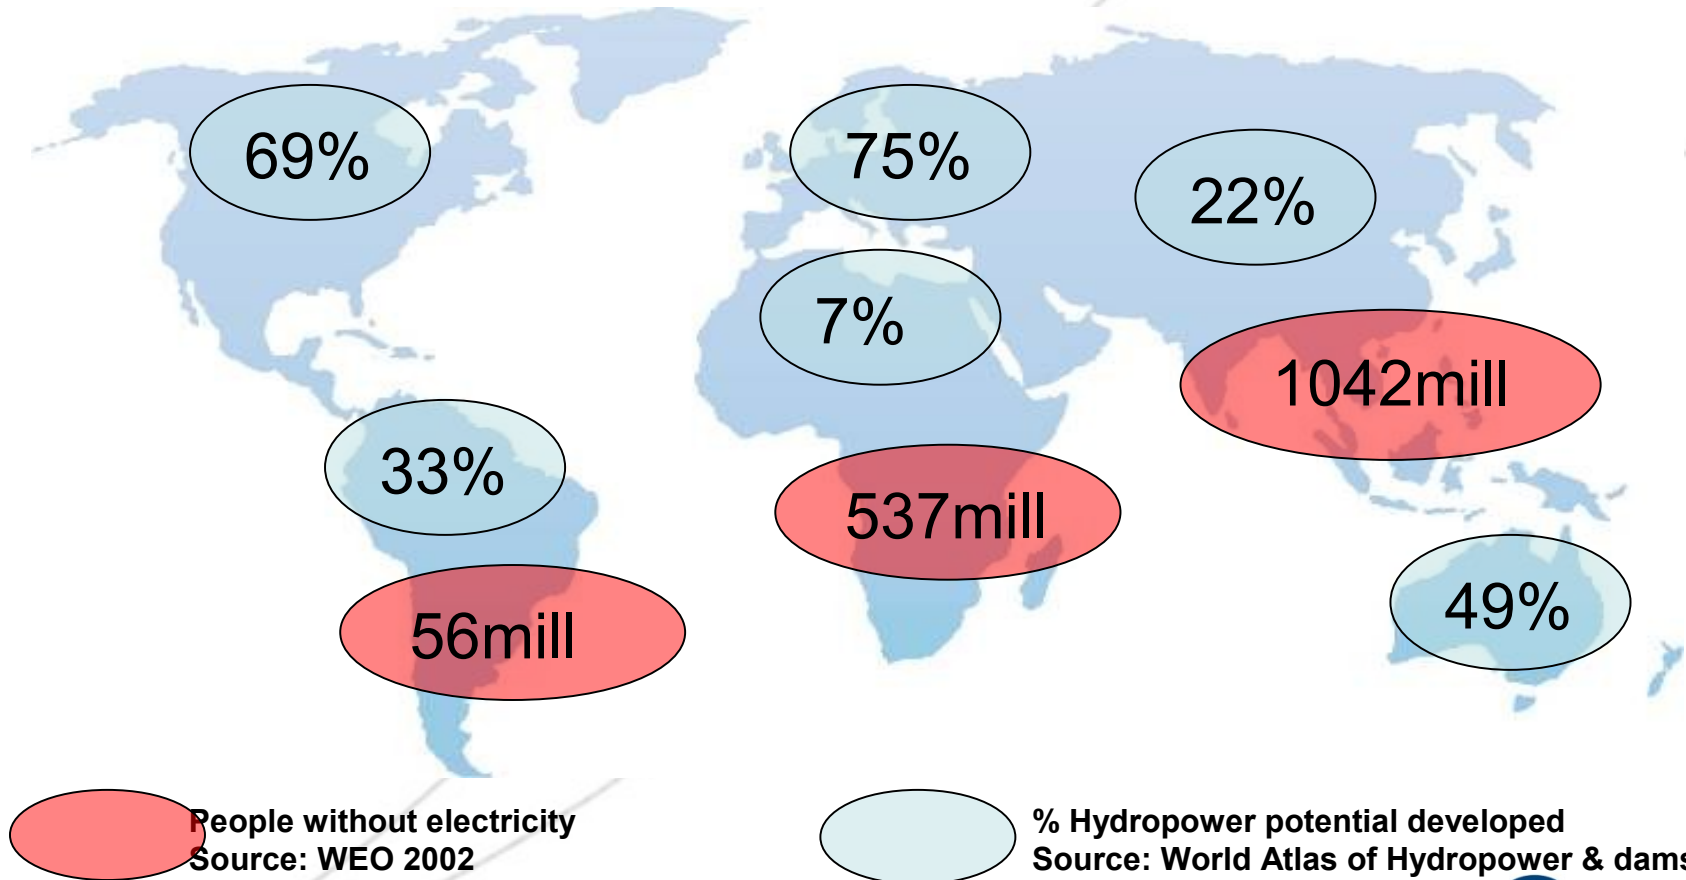 69%
75%
22%
7%
1042mill
33%
537mill
56mill
49%
People without electricity
Source: WEO 2002
% Hydropower potential developed
Source: World Atlas of Hydropower & dams